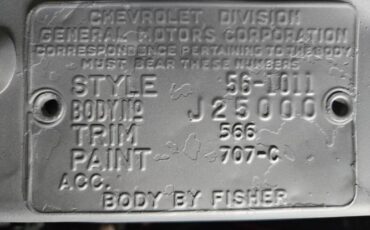 CHEVROLET DIVISION
GENERAL MOTORS CORPORATION
CORRESPONDENCE PERTAINING TO THE BODY
MUST BEAR THESE NUMBERS
STYLE 56-1011
BODY NO J25000
TRIM 566
PAINT 707-C
ACC.
BODY BY FISHER